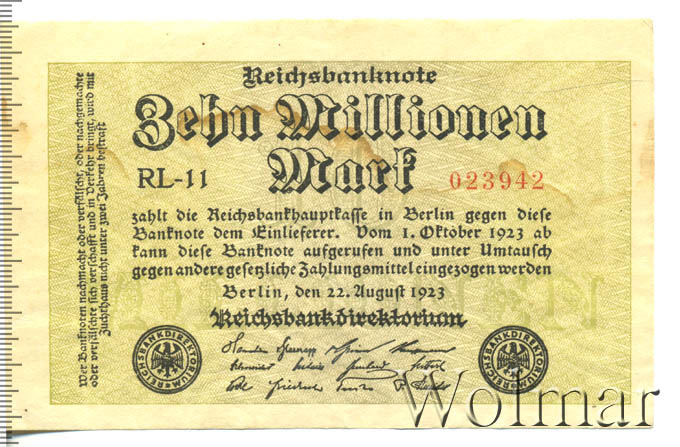 Reichsbanknote
Zehn Millionen
Mark
RL-11
023942
zahlt die Reichsbankhauptkasse in Berlin gegen diese
Banknote dem Einlieferer. Vom 1. Oktober 1923 ab
kann diese Banknote aufgerufen und unter Umtausch
gegen andere gesetzliche Zahlungsmittel eingezogen werden
Berlin, den 22. August 1923
Reichsbankdirektorium
Wer Banknoten nachmacht oder verfälscht, oder nachgemachte
oder verfälschte sich verschafft und in Verkehr bringt, wird mit
Zuchthaus nicht unter zwei Jahren bestraft
REICHSBANKDIREKTORIUM
REICHSBANKDIREKTORIUM
Wolmar